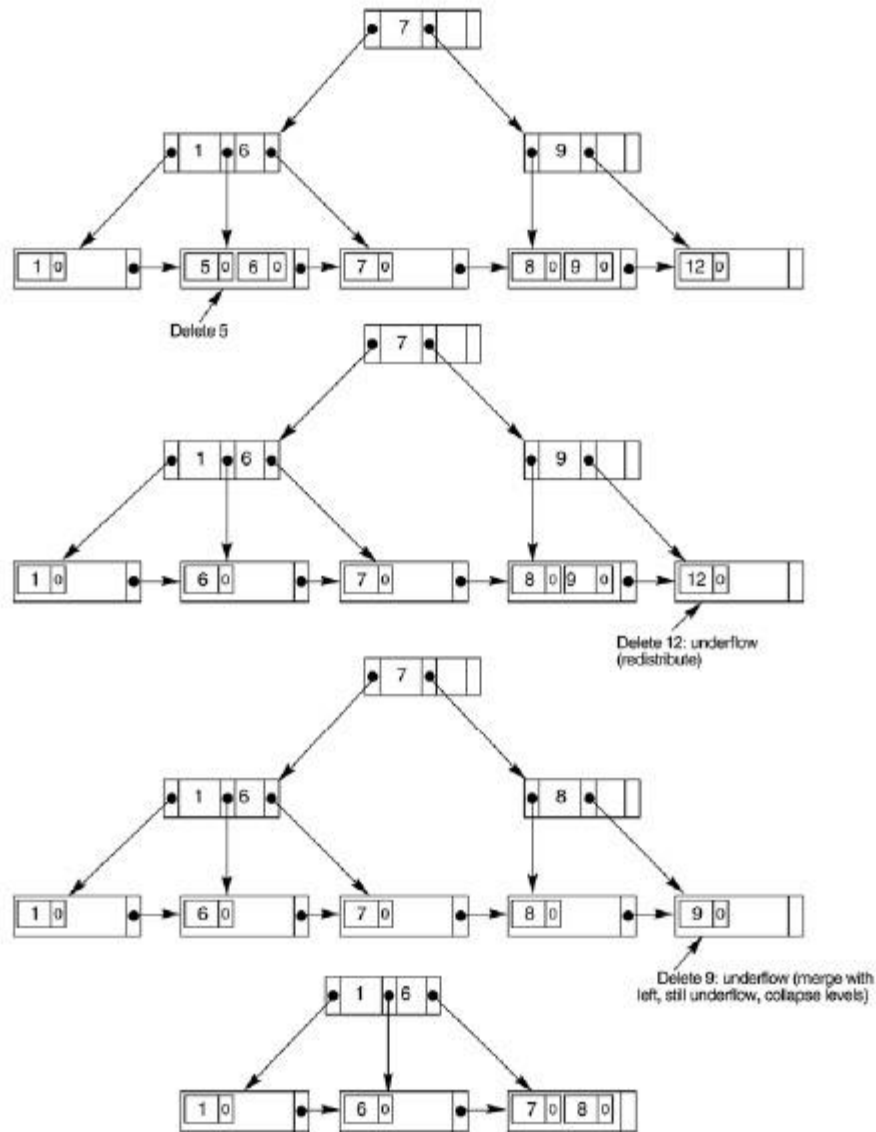 7
1 6
9
1 0
5 0 6 0
7 0
8 0 9 0
12 0
Delete 5
7
1 6
9
1 0
6 0
7 0
8 0 9 0
12 0
Delete 12: underflow
(redistribute)
7
1 6
8
1 0
6 0
7 0
8 0
9 0
Delete 9: underflow (merge with
left, still underflow, collapse levels)
1 6
1 0
6 0
7 0 8 0